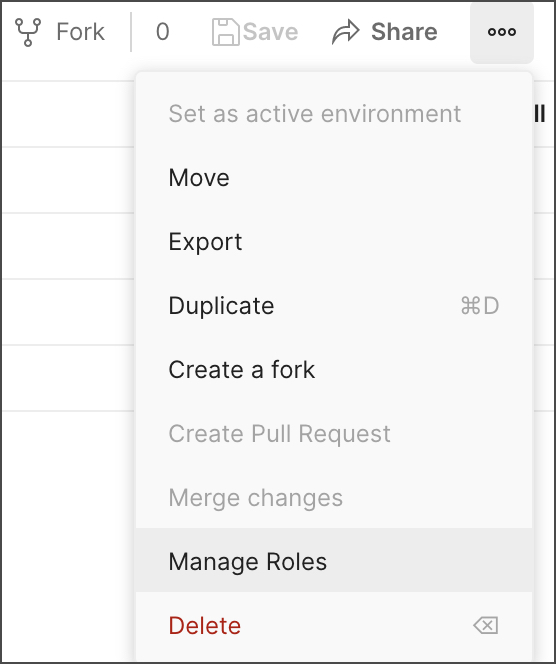 Fork 0 Save Share
Set as active environment
ll
Move
Export
Duplicate ⌘D
Create a fork
Create Pull Request
Merge changes
Manage Roles
Delete